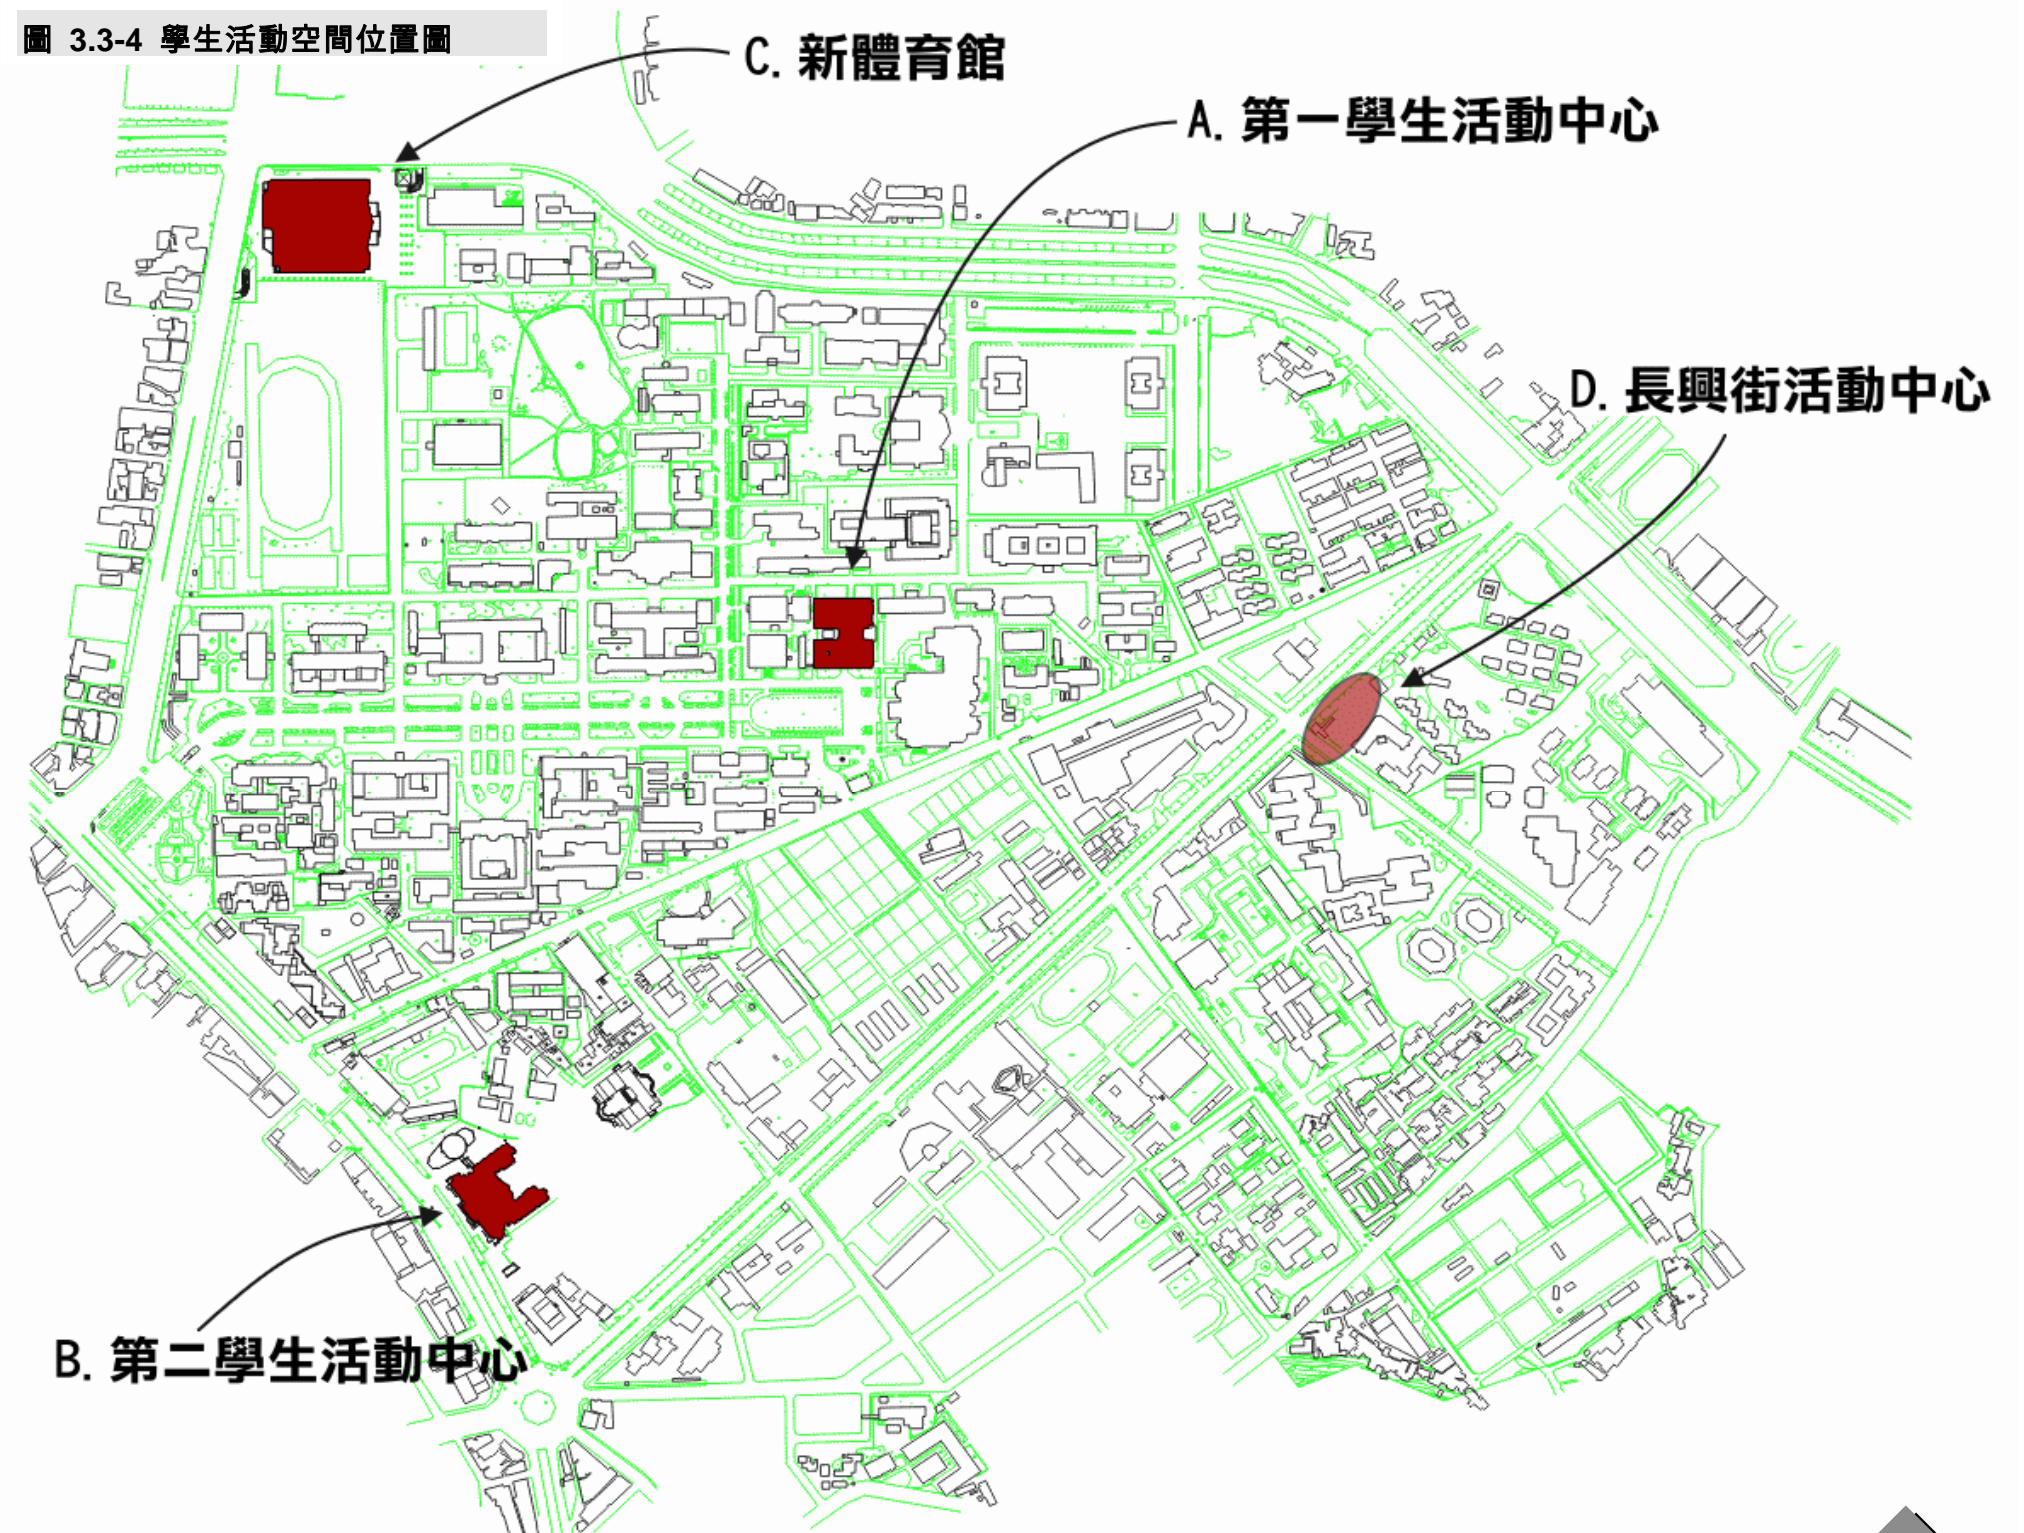 圖 3.3-4 學生活動空間位置圖
C. 新體育館
A. 第一學生活動中心
D. 長興街活動中心
B. 第二學生活動中心